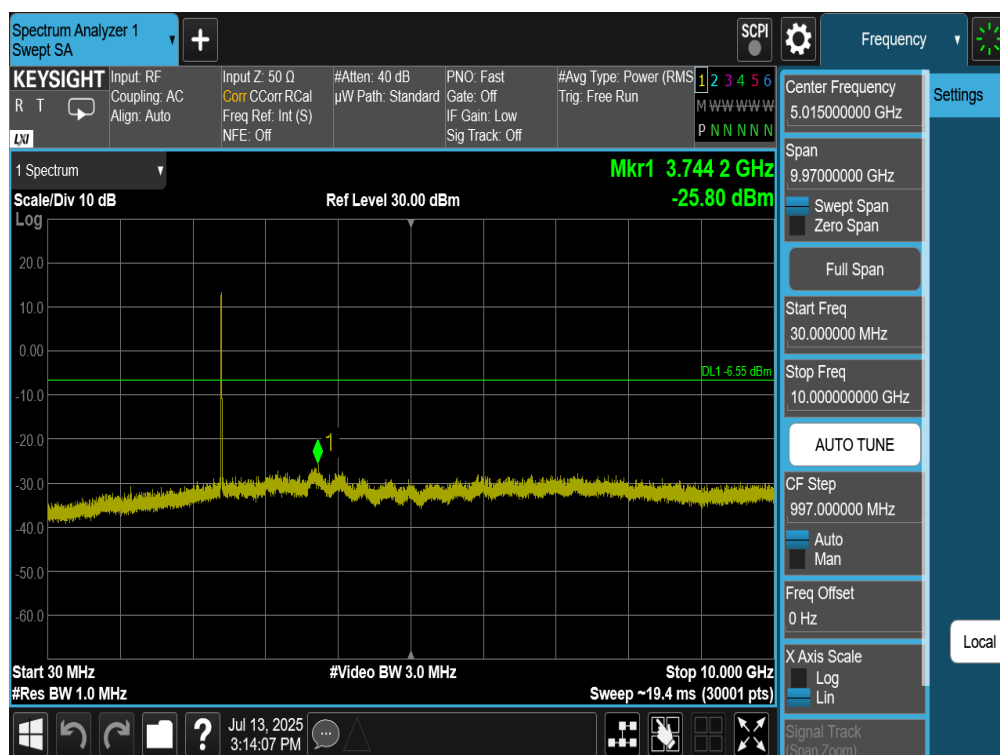 Spectrum Analyzer 1
Swept SA
+
SCPI
Frequency
KEYSIGHT
R T
LXI
Input: RF
Coupling: AC
Align: Auto
Input Z: 50 Ω
Corr CCorr RCal
Freq Ref: Int (S)
NFE: Off
#Atten: 40 dB
µW Path: Standard
PNO: Fast
Gate: Off
IF Gain: Low
Sig Track: Off
#Avg Type: Power (RMS
Trig: Free Run
1 2 3 4 5 6
M W W W W W
P N N N N N
1 Spectrum
Mkr1 3.744 2 GHz
-25.80 dBm
Scale/Div 10 dB
Ref Level 30.00 dBm
Log
20.0
10.0
0.00
-10.0
-20.0
-30.0
-40.0
-50.0
-60.0
DL1 -6.55 dBm
1
Start 30 MHz
#Video BW 3.0 MHz
Stop 10.000 GHz
#Res BW 1.0 MHz
Sweep ~19.4 ms (30001 pts)
Center Frequency
5.015000000 GHz
Span
9.97000000 GHz
Swept Span
Zero Span
Full Span
Start Freq
30.000000 MHz
Stop Freq
10.000000000 GHz
AUTO TUNE
CF Step
997.000000 MHz
Auto
Man
Freq Offset
0 Hz
X Axis Scale
Log
Lin
Signal Track
(Span Zoom)
Settings
Local
?
Jul 13, 2025
3:14:07 PM